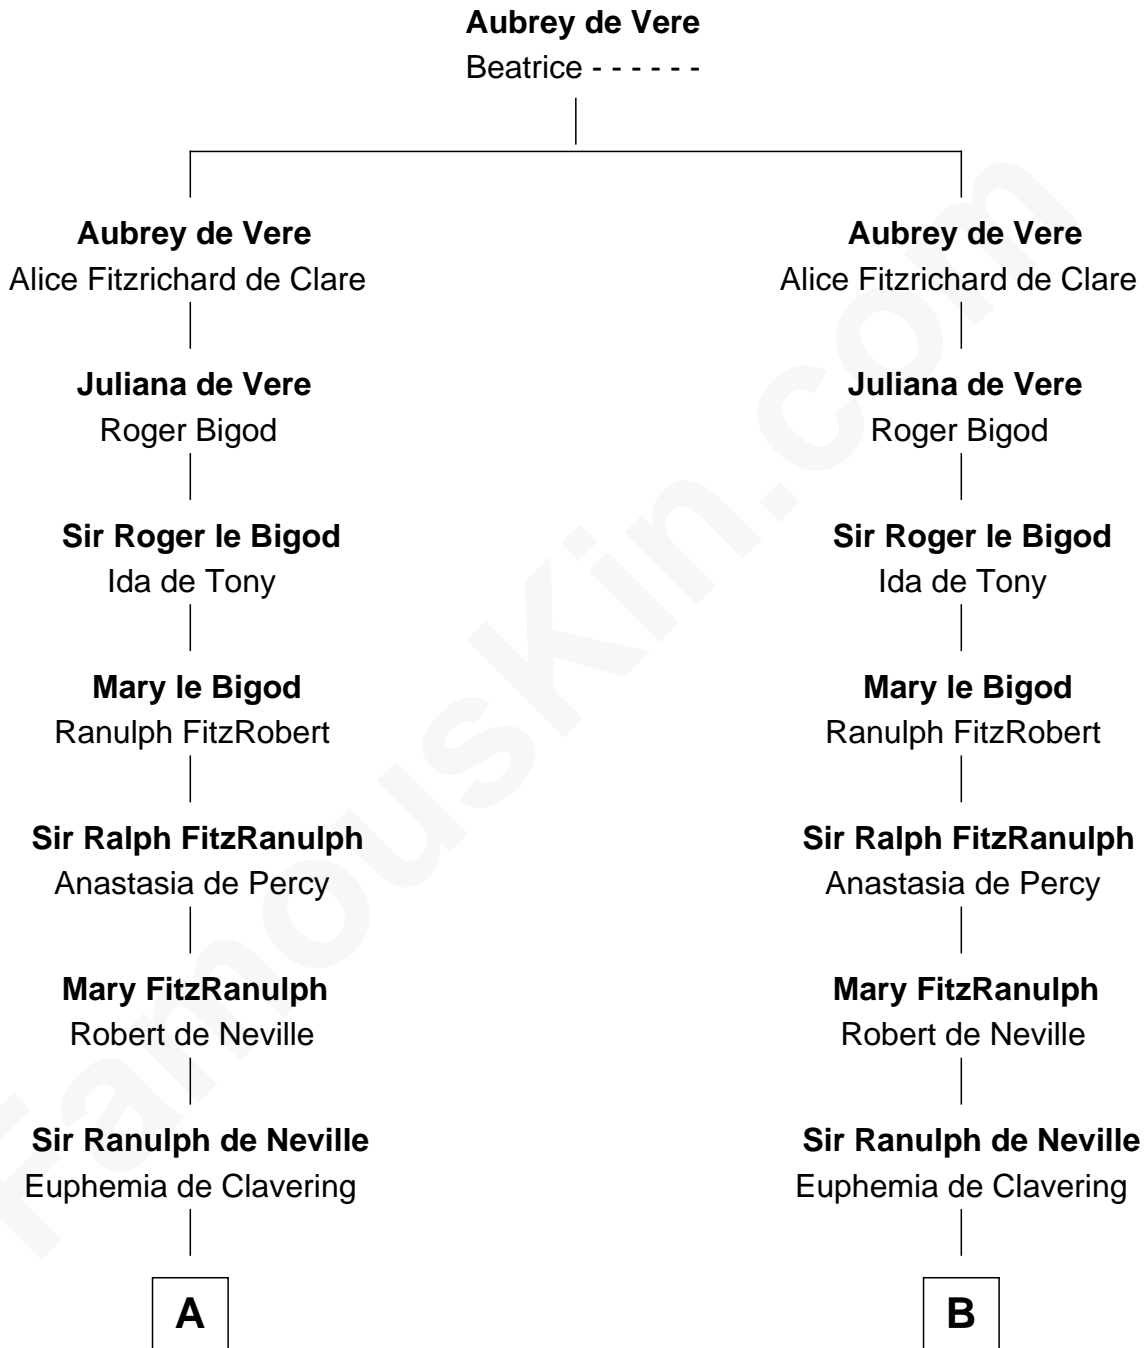 Aubrey de Vere
Beatrice - - - - - -
Aubrey de Vere
Alice Fitzrichard de Clare
Juliana de Vere
Roger Bigod
Sir Roger le Bigod
Ida de Tony
Mary le Bigod
Ranulph FitzRobert
Sir Ralph FitzRanulph
Anastasia de Percy
Mary FitzRanulph
Robert de Neville
Sir Ranulph de Neville
Euphemia de Clavering
A
Aubrey de Vere
Alice Fitzrichard de Clare
Juliana de Vere
Roger Bigod
Sir Roger le Bigod
Ida de Tony
Mary le Bigod
Ranulph FitzRobert
Sir Ralph FitzRanulph
Anastasia de Percy
Mary FitzRanulph
Robert de Neville
Sir Ranulph de Neville
Euphemia de Clavering
B
FamousKin.com